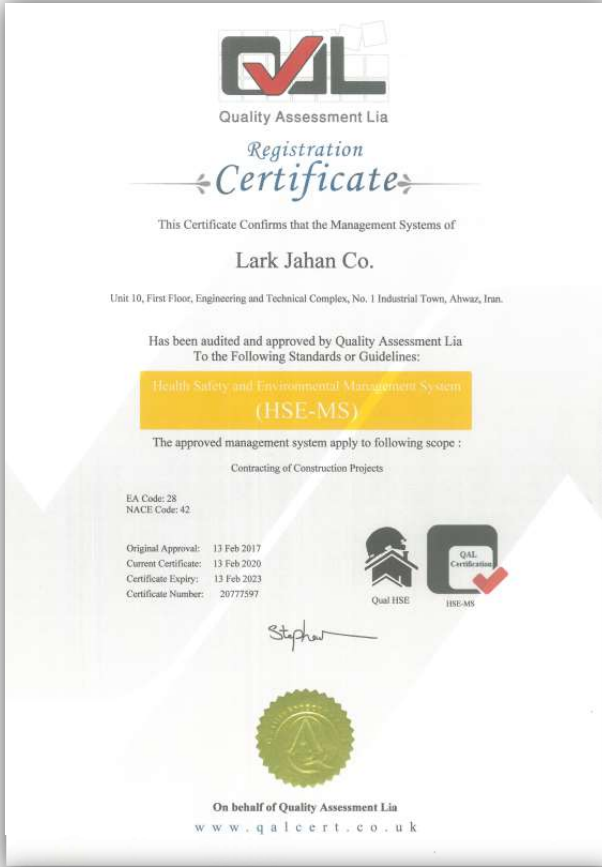 QAL
Quality Assessment Lia
Registration
Certificate
This Certificate Confirms that the Management Systems of
Lark Jahan Co.
Unit 10, First Floor, Engineering and Technical Complex, No. 1 Industrial Town, Ahwaz, Iran.
Has been audited and approved by Quality Assessment Lia
To the Following Standards or Guidelines:
Health Safety and Environmental Management System
(HSE-MS)
The approved management system apply to following scope :
Contracting of Construction Projects
EA Code: 28
NACE Code: 42
Original Approval: 13 Feb 2017
Current Certificate: 13 Feb 2020
Certificate Expiry: 13 Feb 2023
Certificate Number: 20777597
QAL
Certification
Qual HSE
HSE-MS
Stephen
On behalf of Quality Assessment Lia
www.qalcert.co.uk